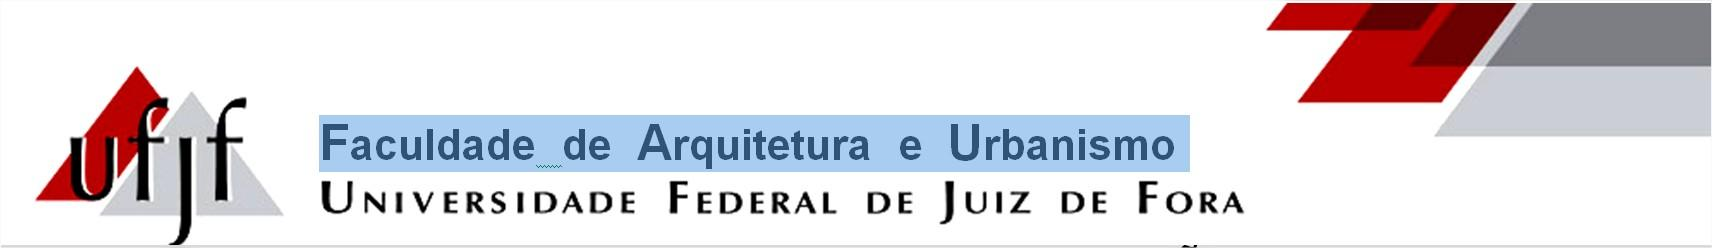 ufjf
Faculdade de Arquitetura e Urbanismo
UNIVERSIDADE FEDERAL DE JUIZ DE FORA